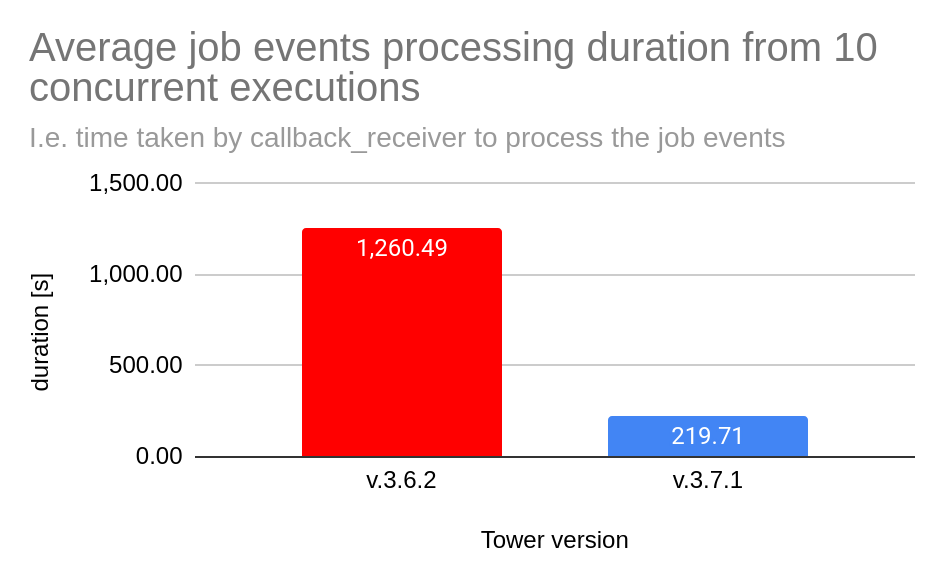 Average job events processing duration from 10
concurrent executions
I.e. time taken by callback_receiver to process the job events
1,500.00
1,000.00
500.00
0.00
duration [s]
1,260.49
219.71
v.3.6.2
v.3.7.1
Tower version